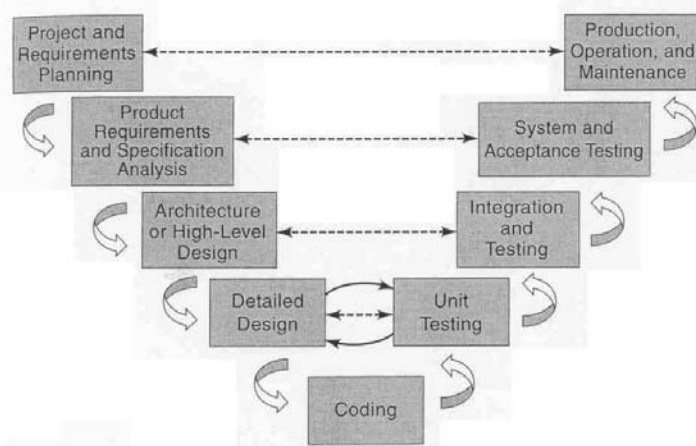 Project and
Requirements
Planning
Production,
Operation, and
Maintenance
Product
Requirements
and Specification
Analysis
System and
Acceptance Testing
Architecture
or High-Level
Design
Integration
and
Testing
Detailed
Design
Unit
Testing
Coding